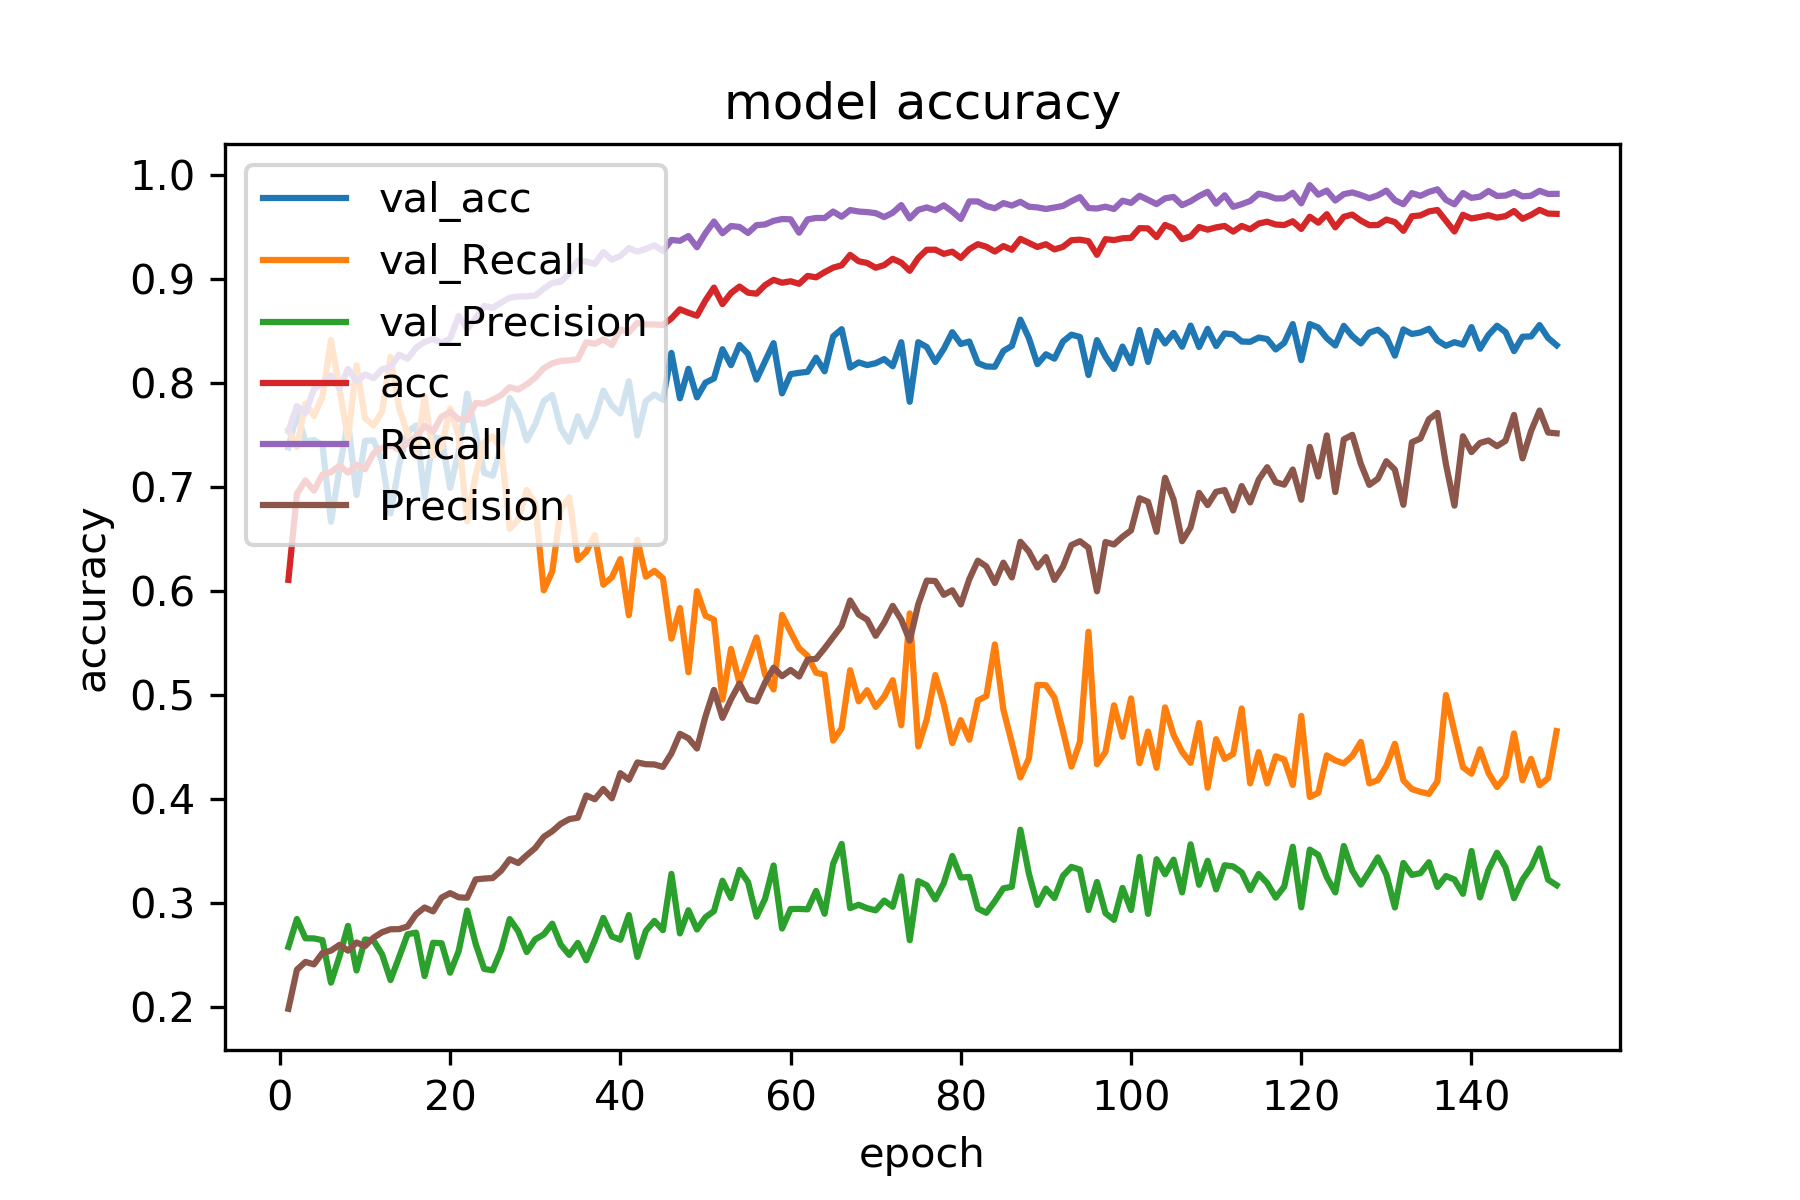 model accuracy
1.0
0.9
0.8
0.7
0.6
0.5
0.4
0.3
0.2
accuracy
val_acc
val_Recall
val_Precision
acc
Recall
Precision
0 20 40 60 80 100 120 140
epoch